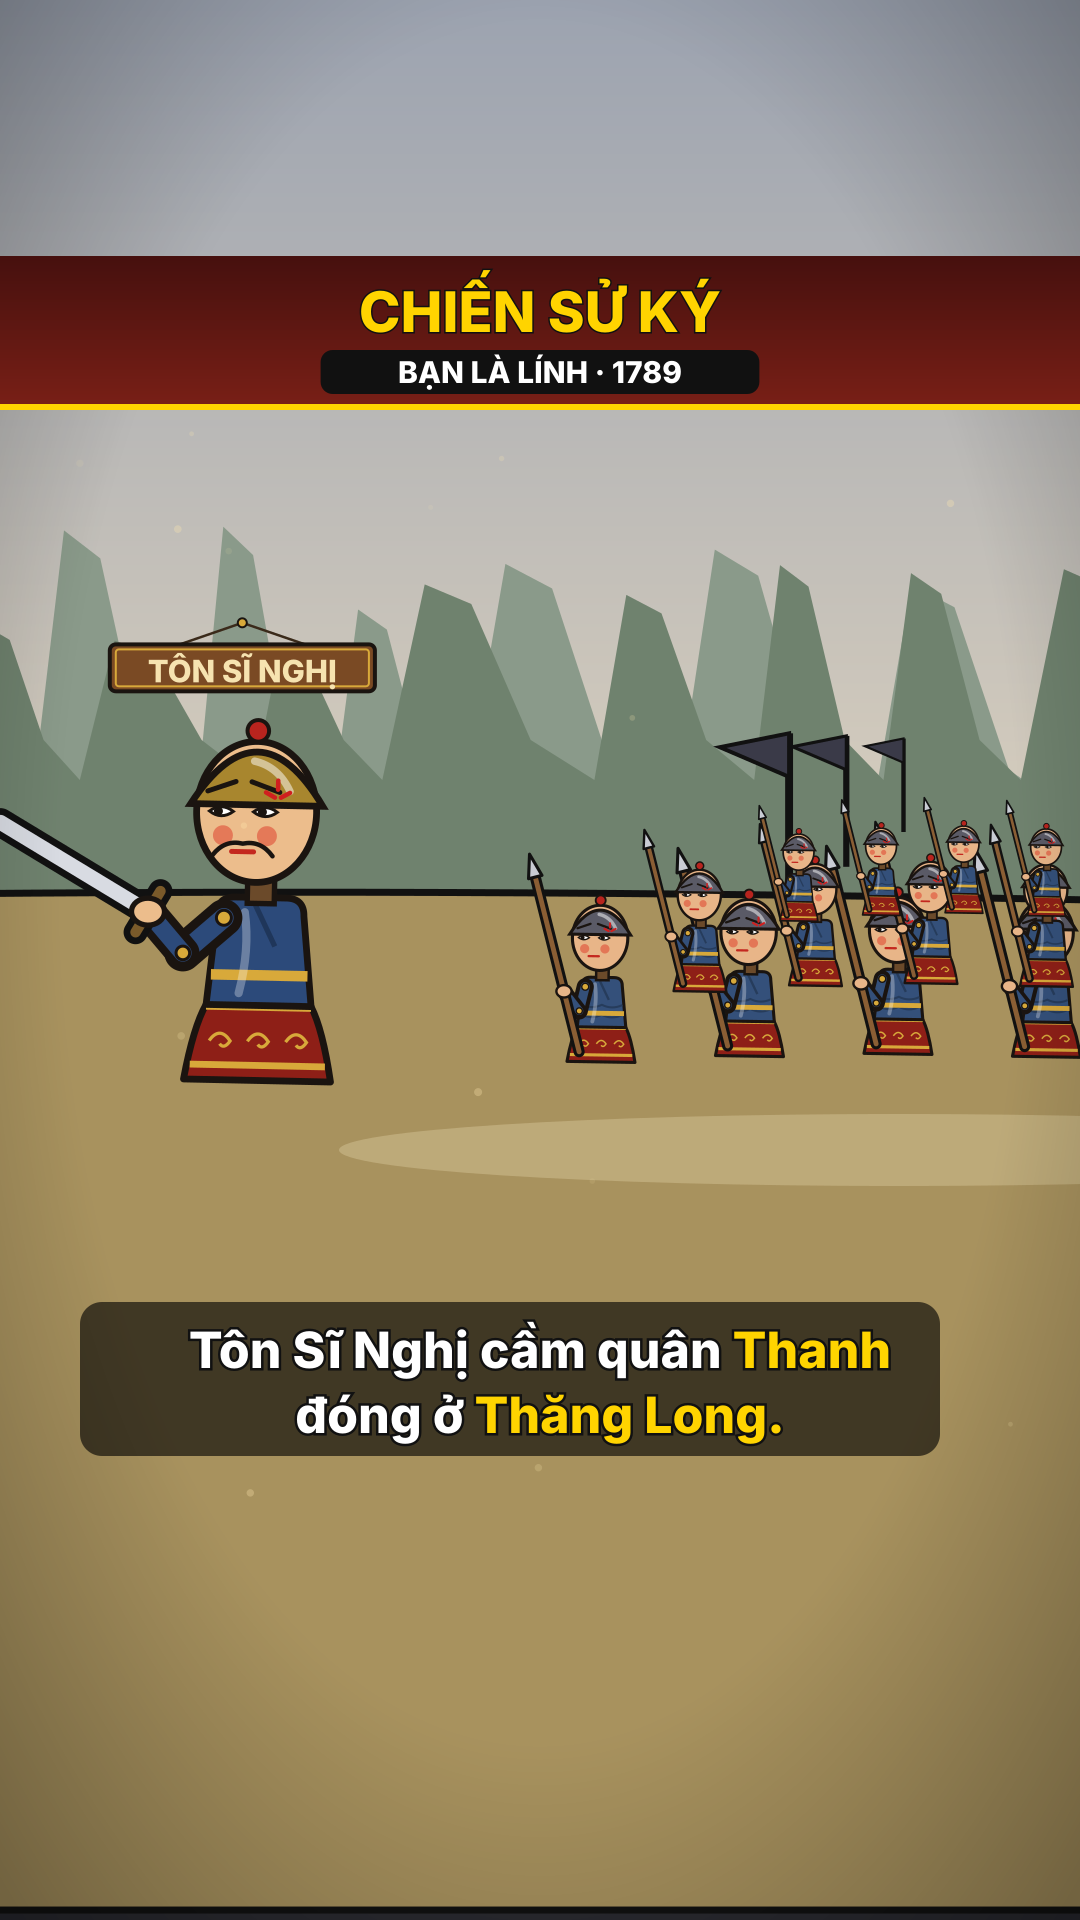 CHIẾN SỬ KÝ
BẠN LÀ LÍNH · 1789
TÔN SĨ NGHỊ
Tôn Sĩ Nghị cầm quân Thanh
đóng ở Thăng Long.